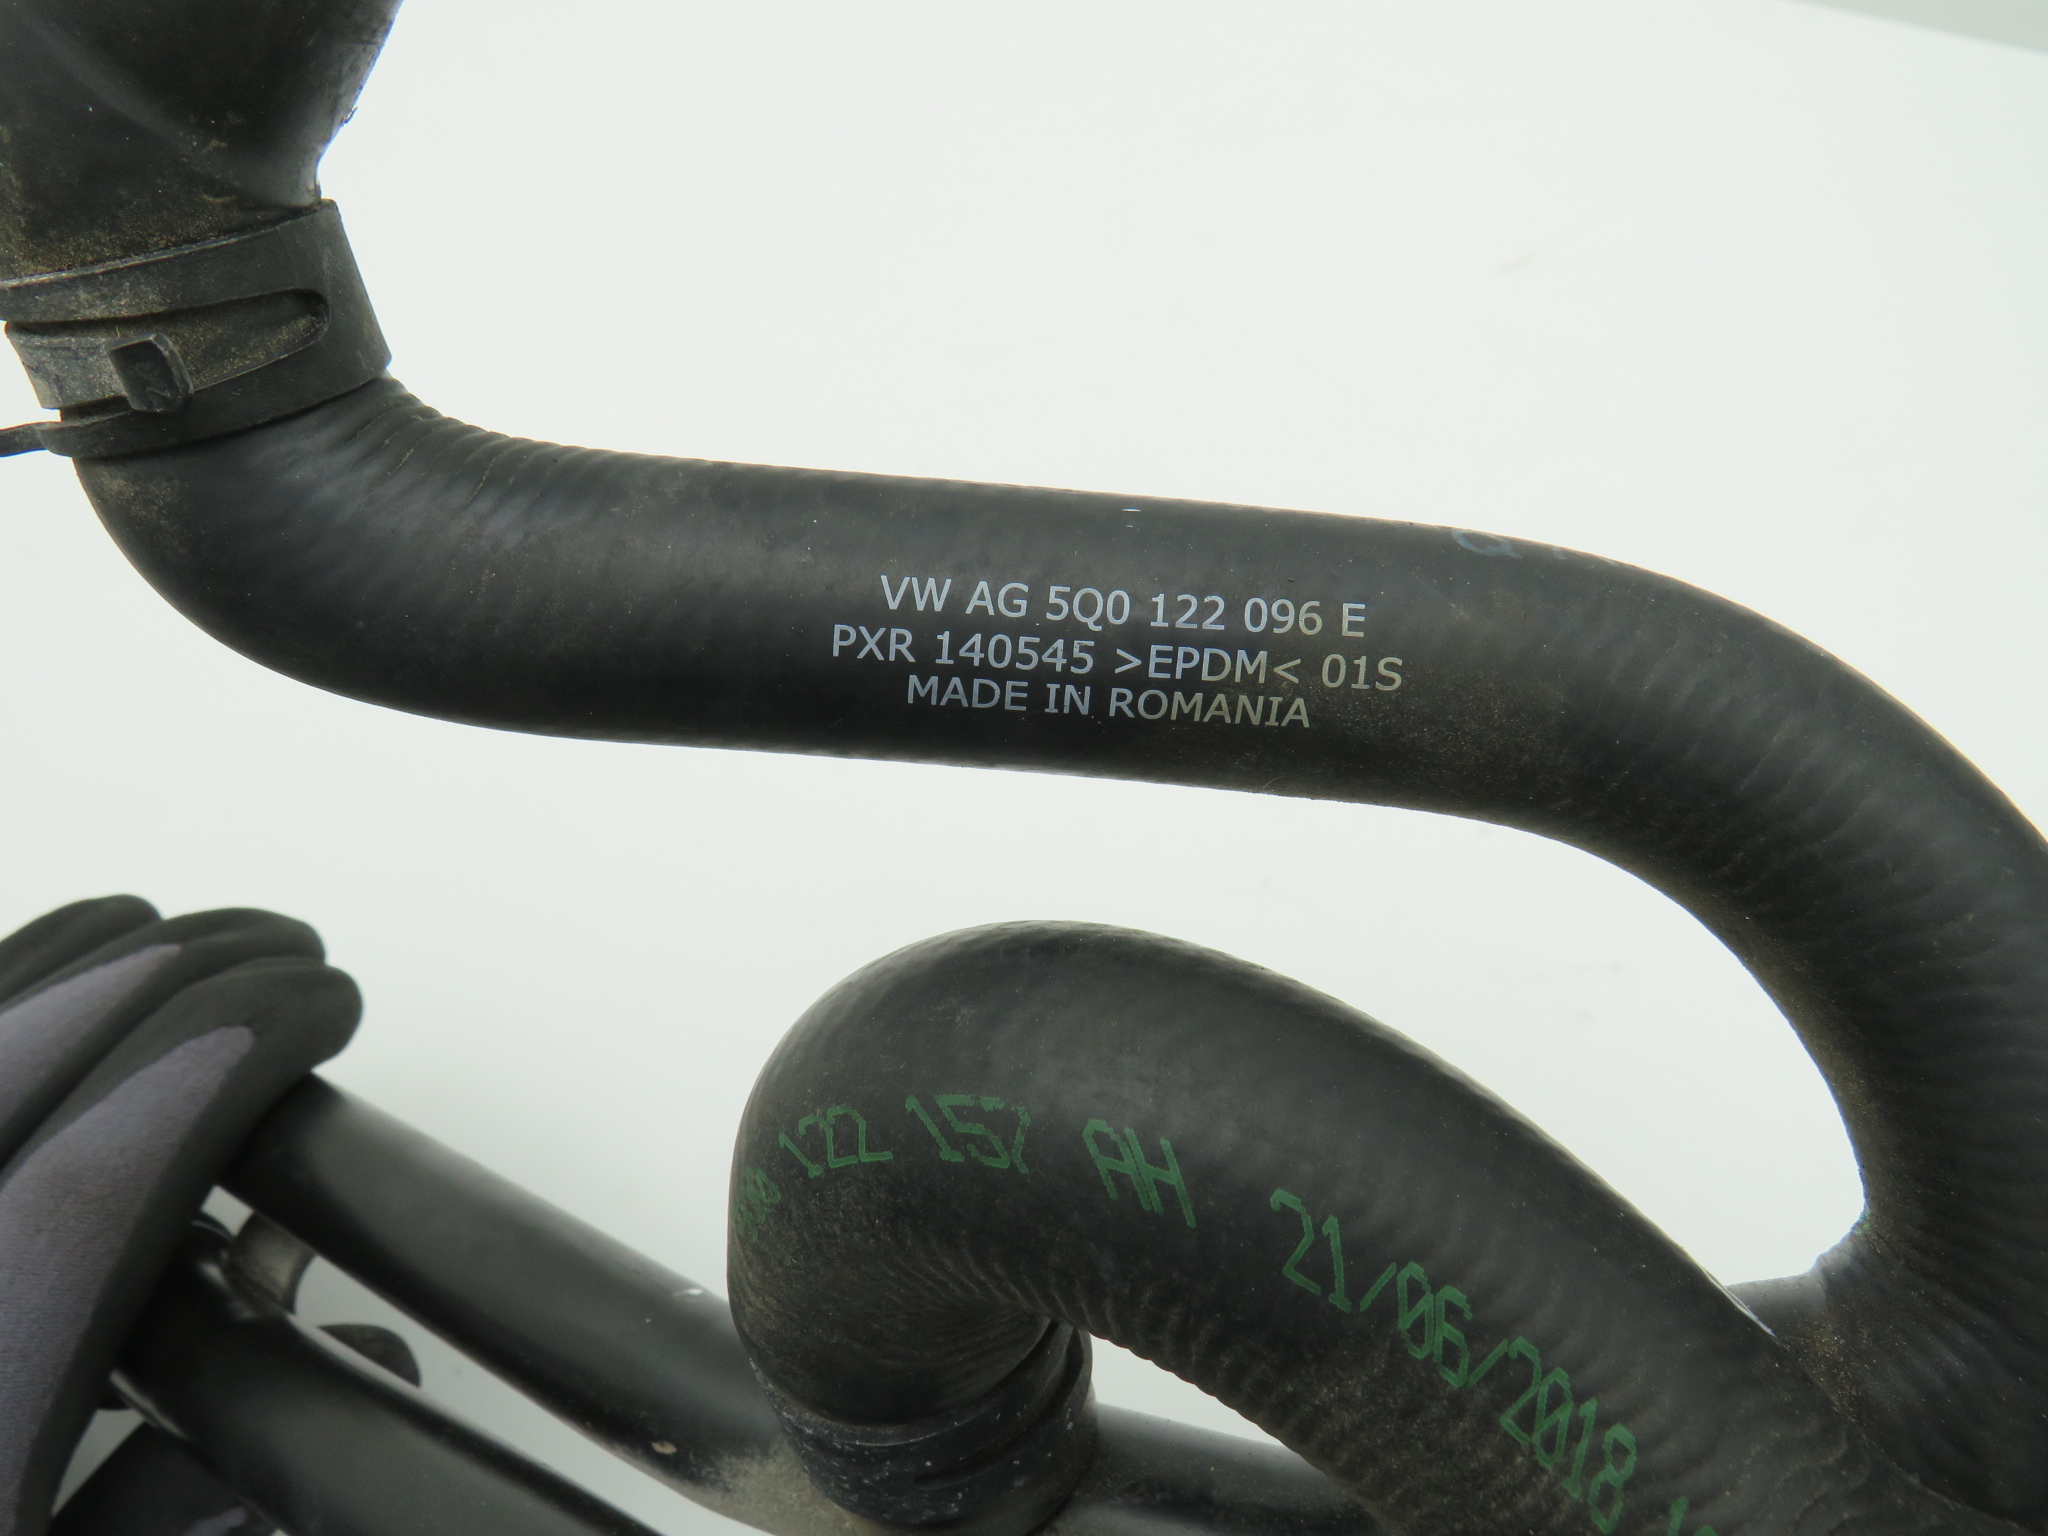 VW AG 5Q0 122 096 E
PXR 140545 >EPDM< 01S
MADE IN ROMANIA
122 157 AH 21/06/2018